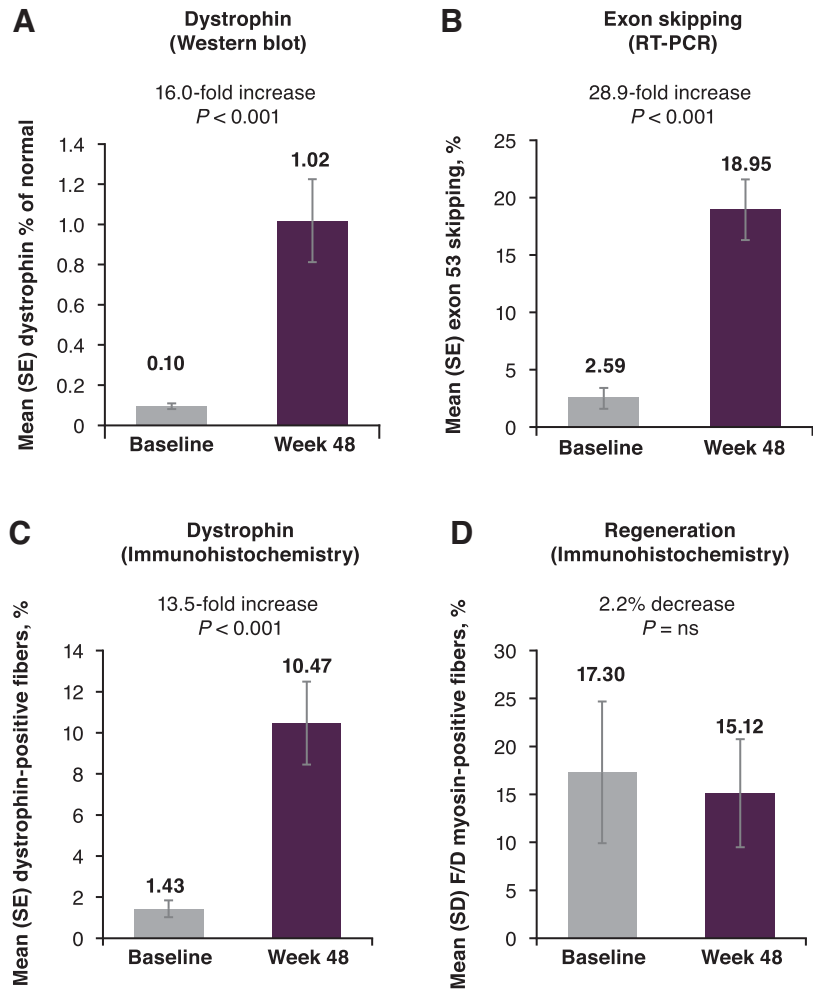 A
Dystrophin
(Western blot)
16.0-fold increase
P < 0.001
Mean (SE) dystrophin % of normal
1.4
1.2
1.0
0.8
0.6
0.4
0.2
0
0.10
1.02
Baseline
Week 48
B
Exon skipping
(RT-PCR)
28.9-fold increase
P < 0.001
Mean (SE) exon 53 skipping, %
25
20
15
10
5
0
2.59
18.95
Baseline
Week 48
C
Dystrophin
(Immunohistochemistry)
13.5-fold increase
P < 0.001
Mean (SE) dystrophin-positive fibers, %
14
12
10
8
6
4
2
0
1.43
10.47
Baseline
Week 48
D
Regeneration
(Immunohistochemistry)
2.2% decrease
P = ns
Mean (SD) F/D myosin-positive fibers, %
30
25
20
15
10
5
0
17.30
15.12
Baseline
Week 48